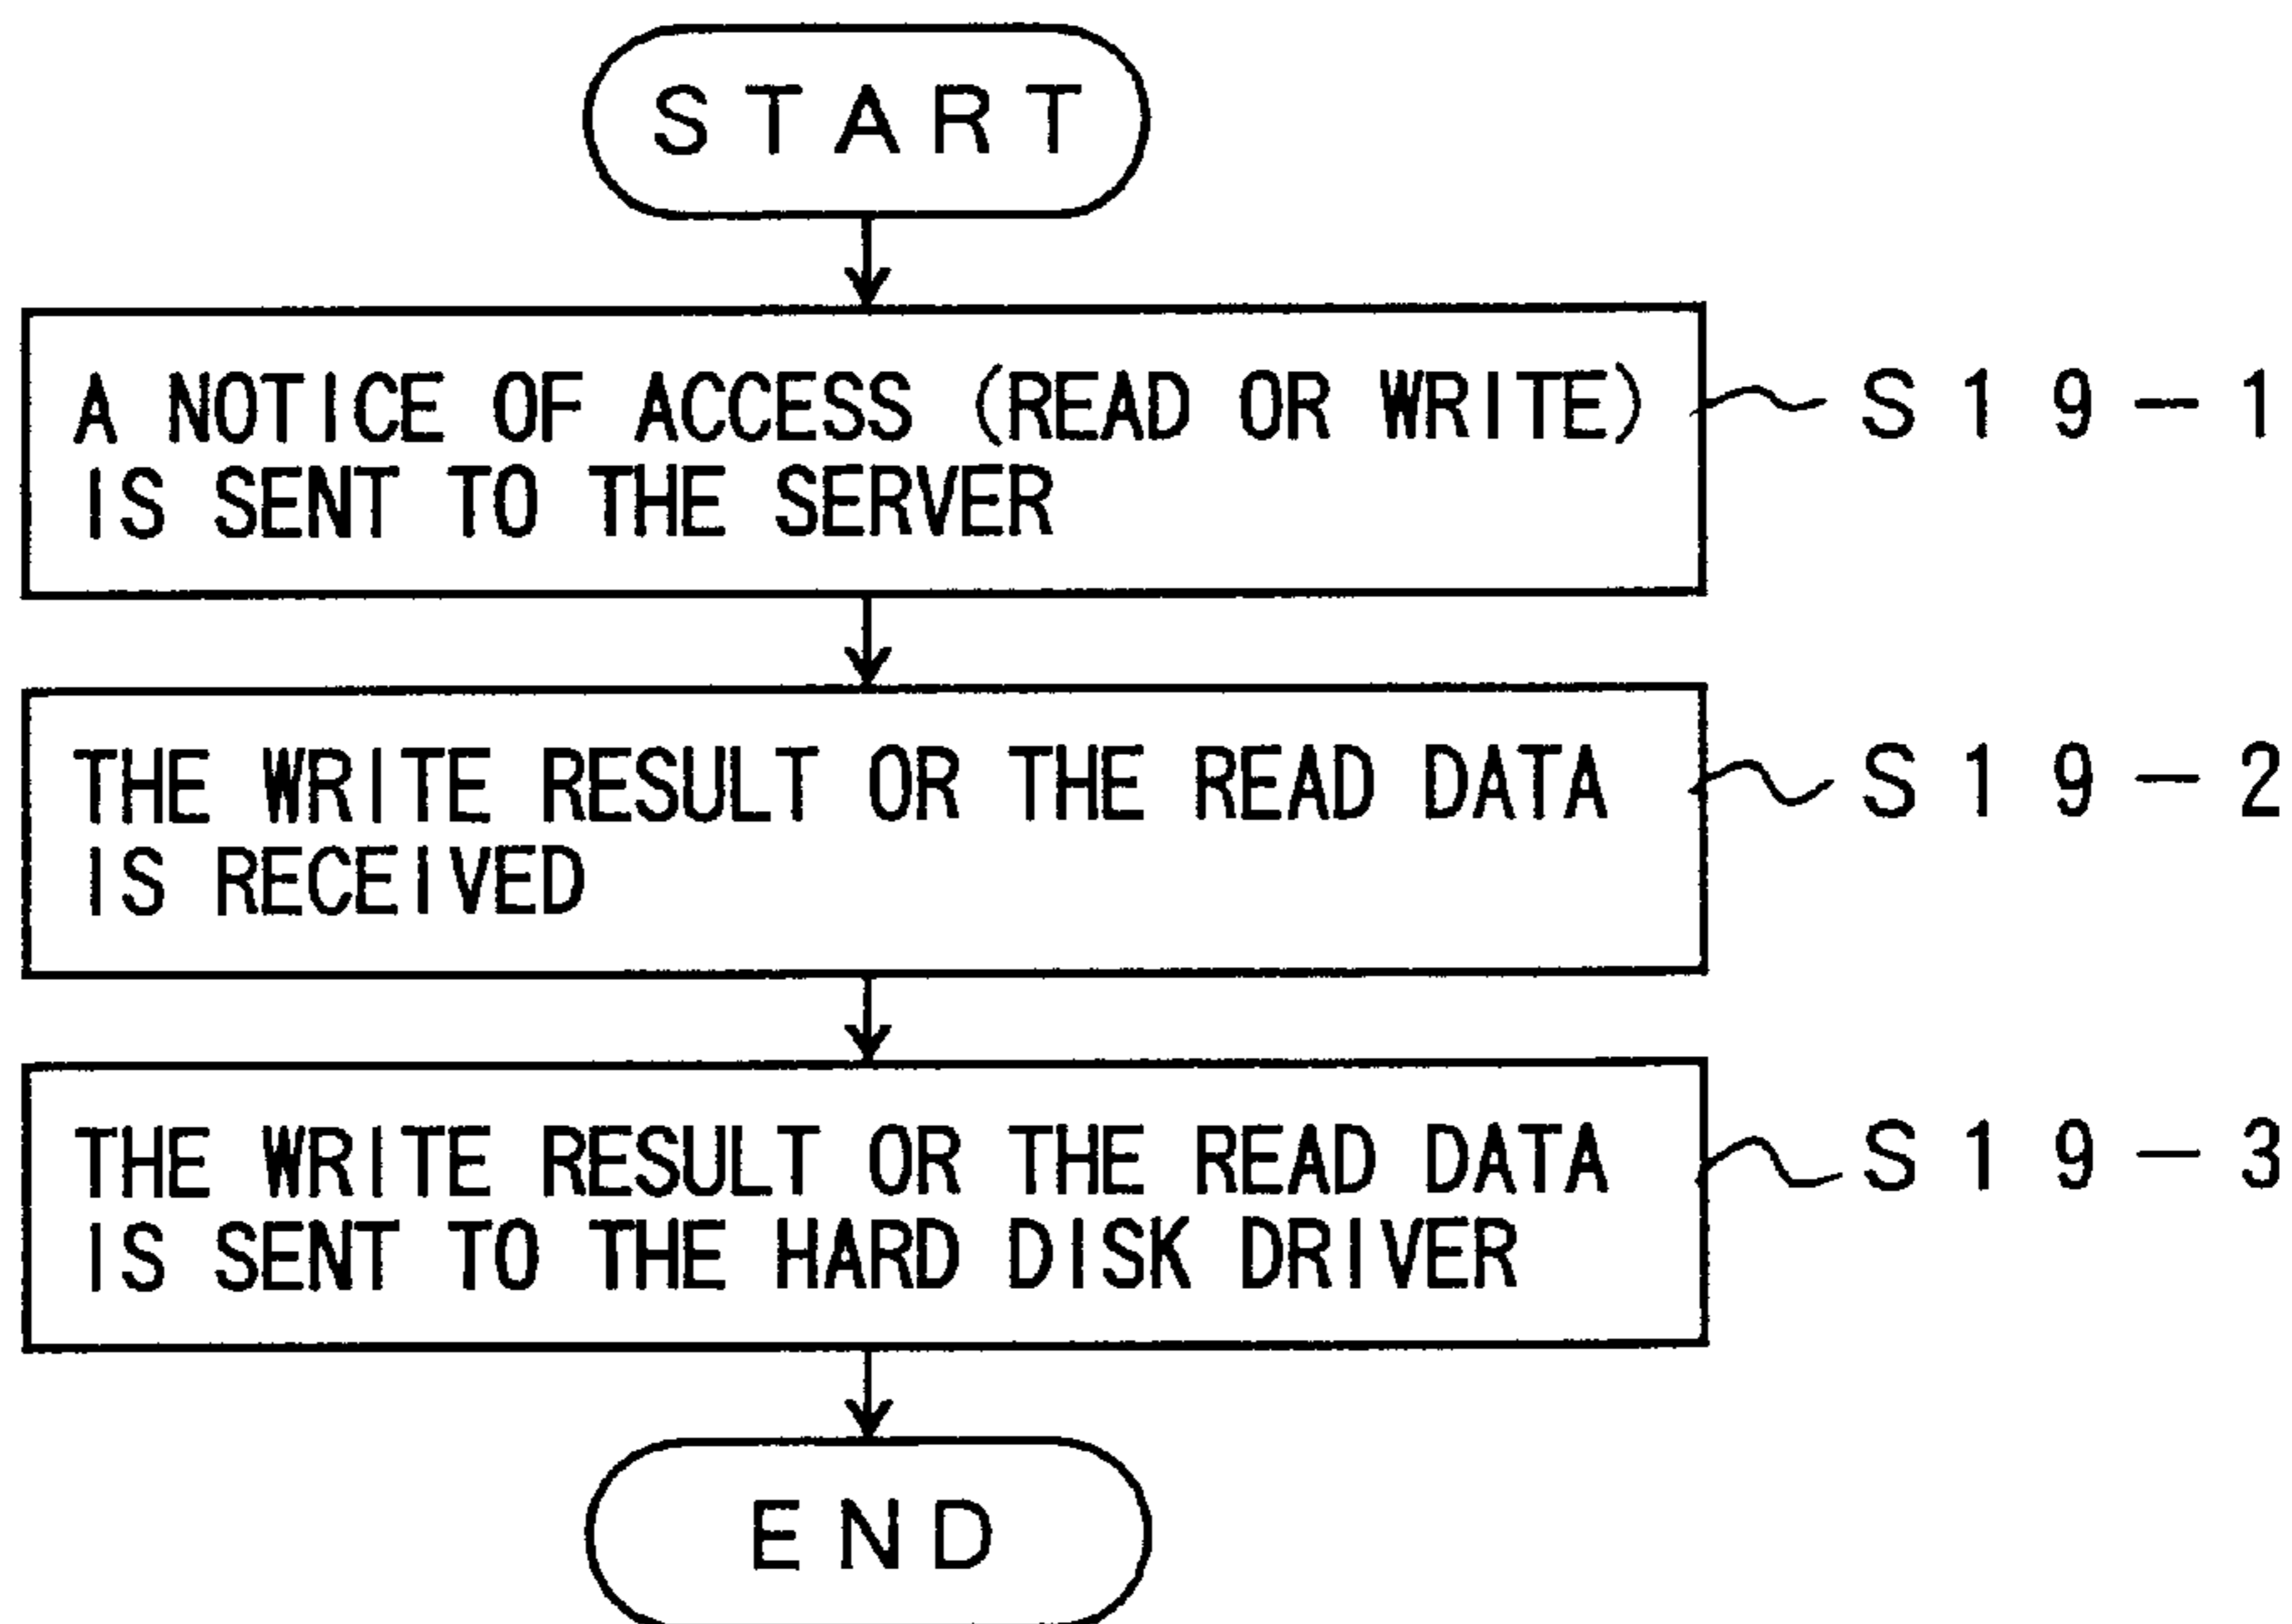 START
A NOTICE OF ACCESS (READ OR WRITE)
IS SENT TO THE SERVER
S19-1
THE WRITE RESULT OR THE READ DATA
IS RECEIVED
S19-2
THE WRITE RESULT OR THE READ DATA
IS SENT TO THE HARD DISK DRIVER
S19-3
END